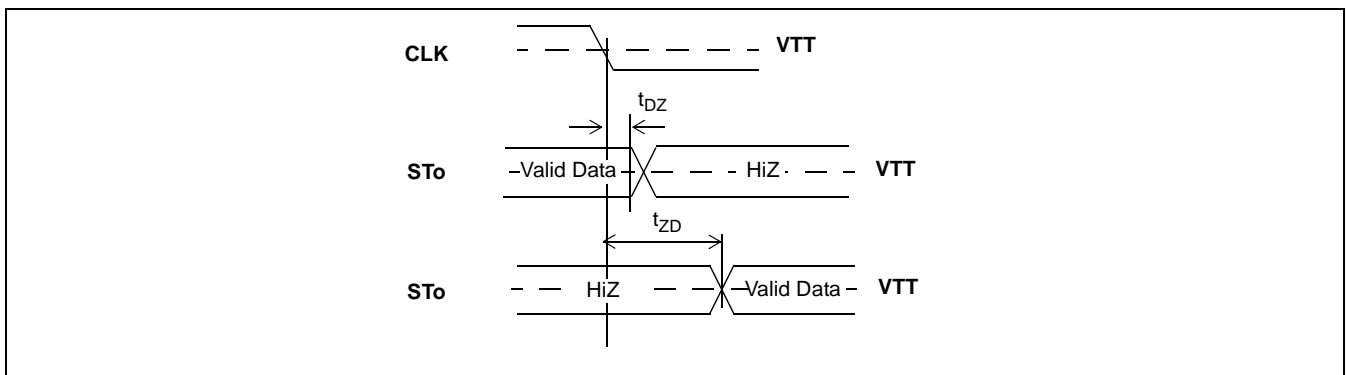 CLK VTT
tDZ
STo Valid Data HiZ VTT
tZD
STo HiZ Valid Data VTT